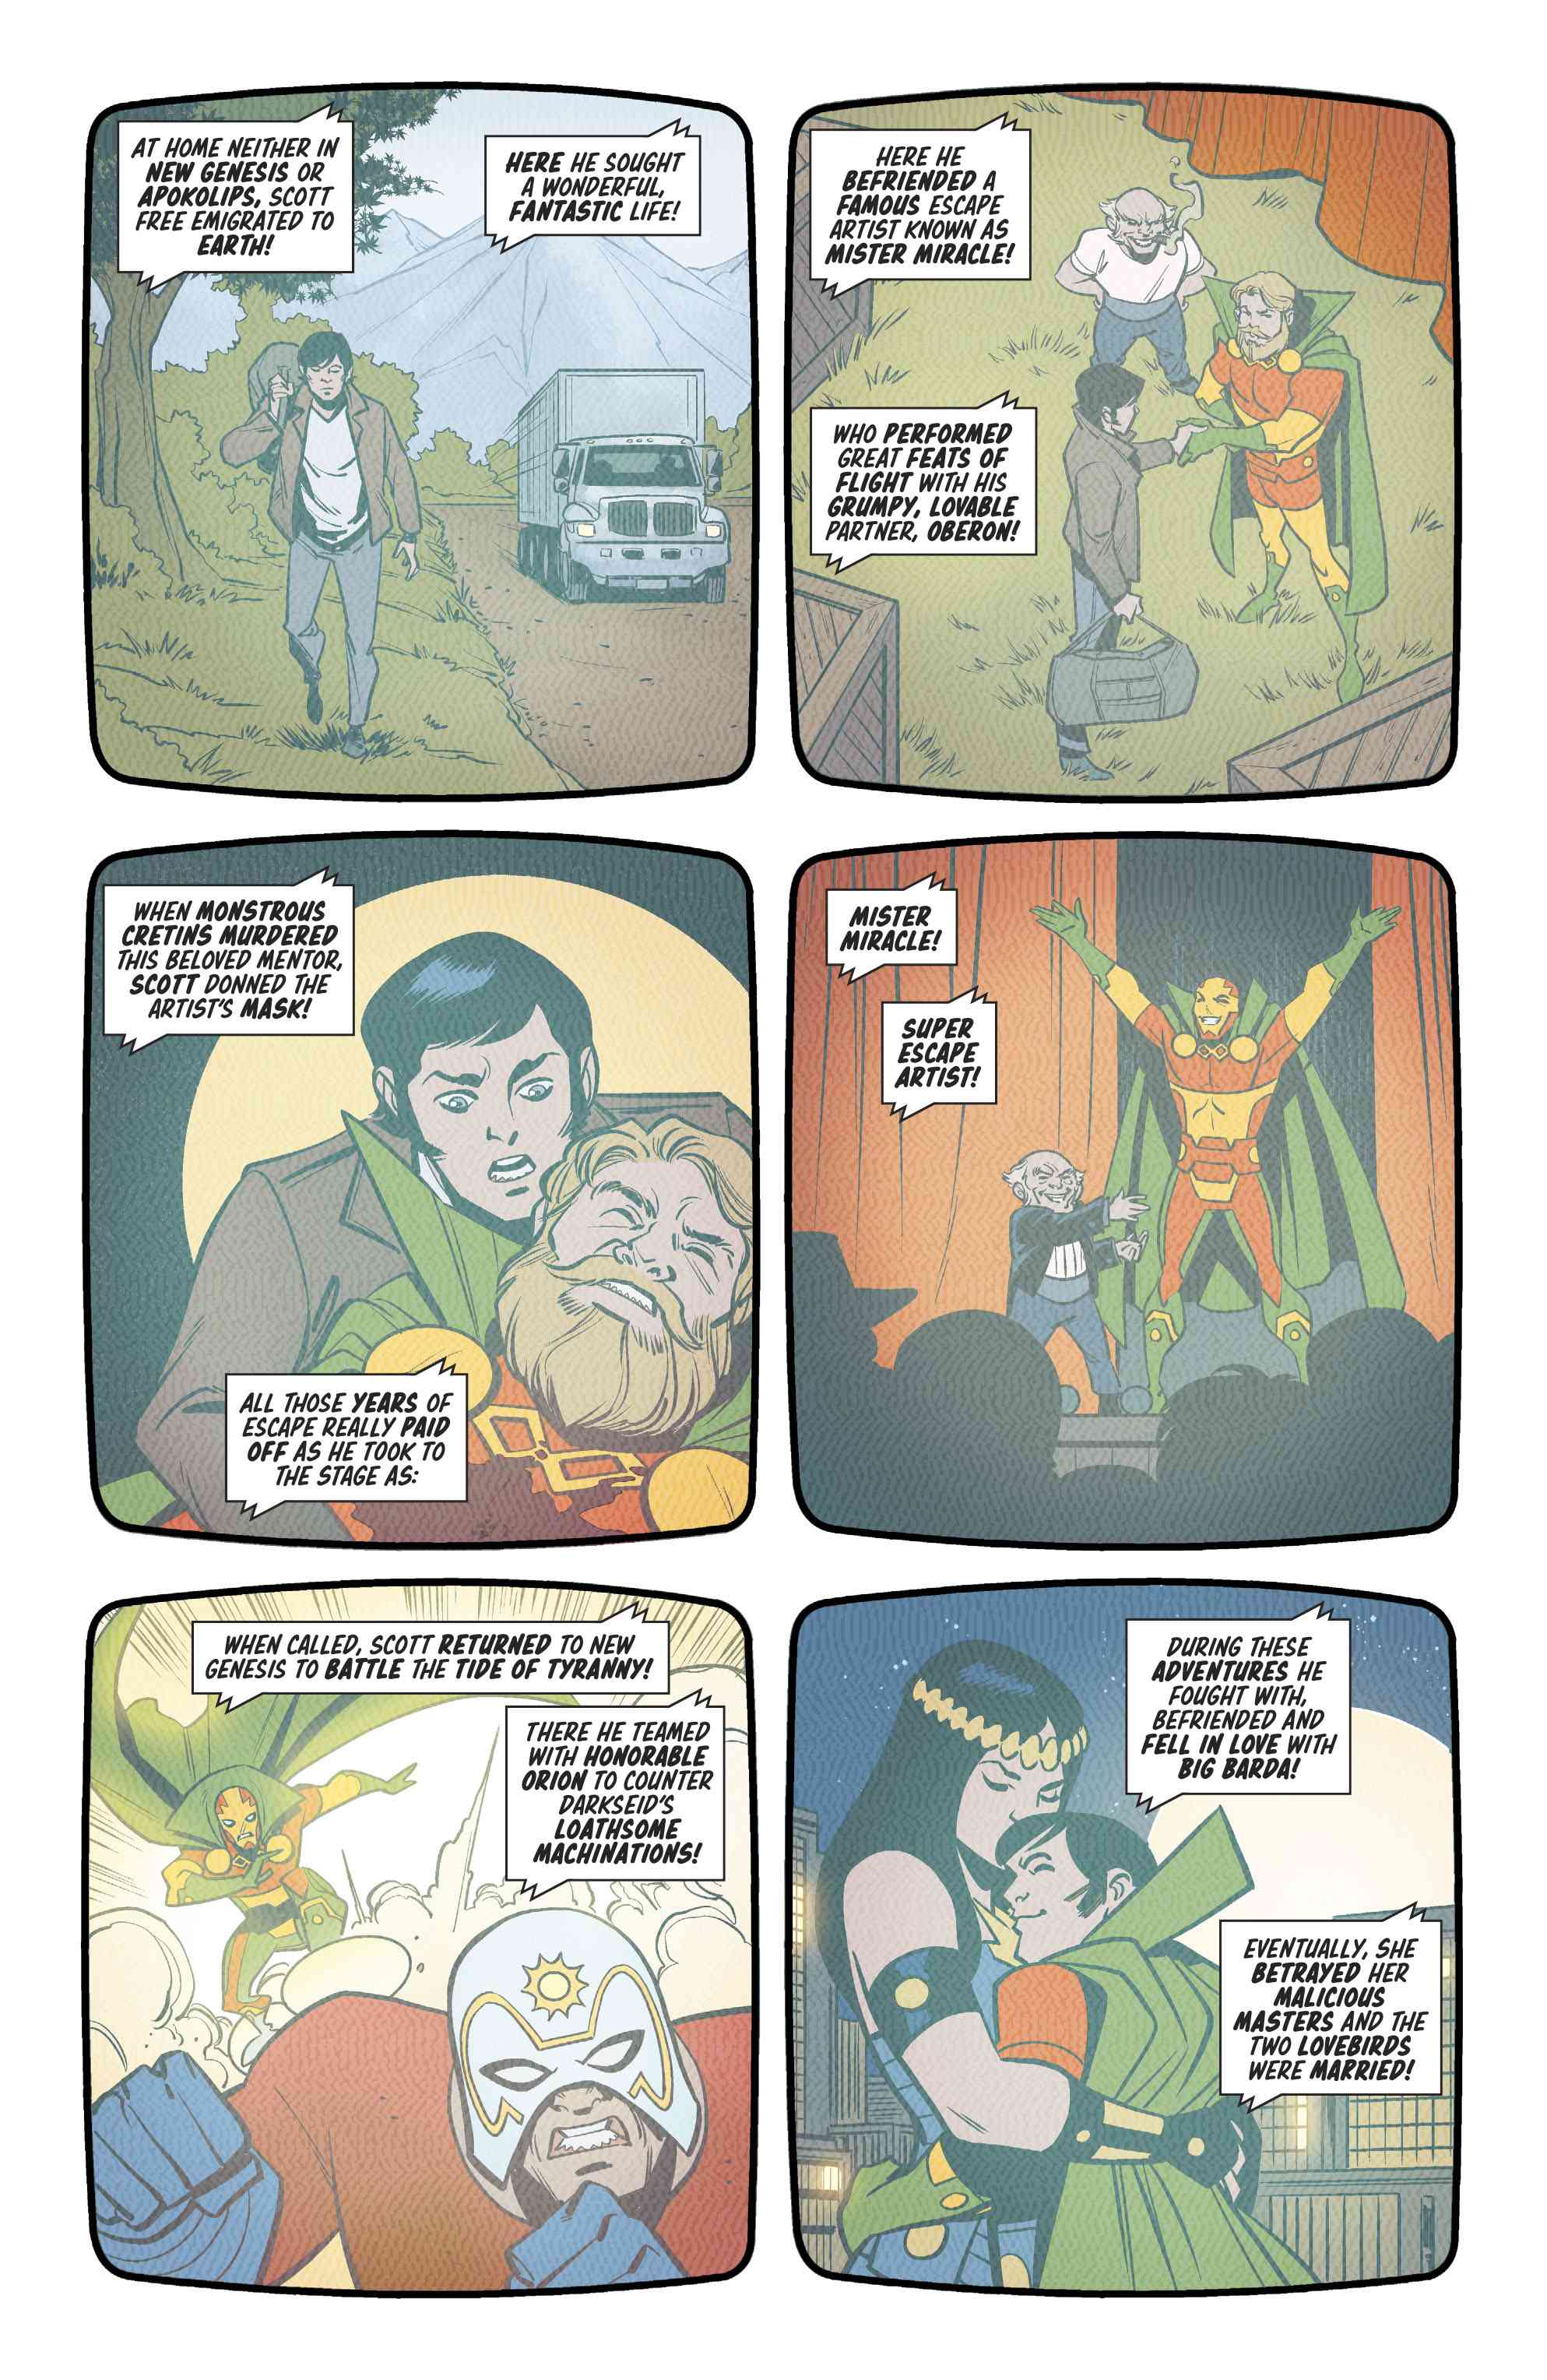 AT HOME NEITHER IN
NEW GENESIS OR
APOKOLIPS, SCOTT
FREE EMIGRATED TO
EARTH!
HERE HE SOUGHT
A WONDERFUL,
FANTASTIC LIFE!
HERE HE
BEFRIENDED A
FAMOUS ESCAPE
ARTIST KNOWN AS
MISTER MIRACLE!
WHO PERFORMED
GREAT FEATS OF
FLIGHT WITH HIS
GRUMPY, LOVABLE
PARTNER, OBERON!
WHEN MONSTROUS
CRETINS MURDERED
THIS BELOVED MENTOR,
SCOTT DONNED THE
ARTIST'S MASK!
ALL THOSE YEARS OF
ESCAPE REALLY PAID
OFF AS HE TOOK TO
THE STAGE AS:
MISTER
MIRACLE!
SUPER
ESCAPE
ARTIST!
WHEN CALLED, SCOTT RETURNED TO NEW
GENESIS TO BATTLE THE TIDE OF TYRANNY!
THERE HE TEAMED
WITH HONORABLE
ORION TO COUNTER
DARKSEID'S
LOATHSOME
MACHINATIONS!
DURING THESE
ADVENTURES HE
FOUGHT WITH,
BEFRIENDED AND
FELL IN LOVE WITH
BIG BARDA!
EVENTUALLY, SHE
BETRAYED HER
MALICIOUS
MASTERS AND THE
TWO LOVEBIRDS
WERE MARRIED!